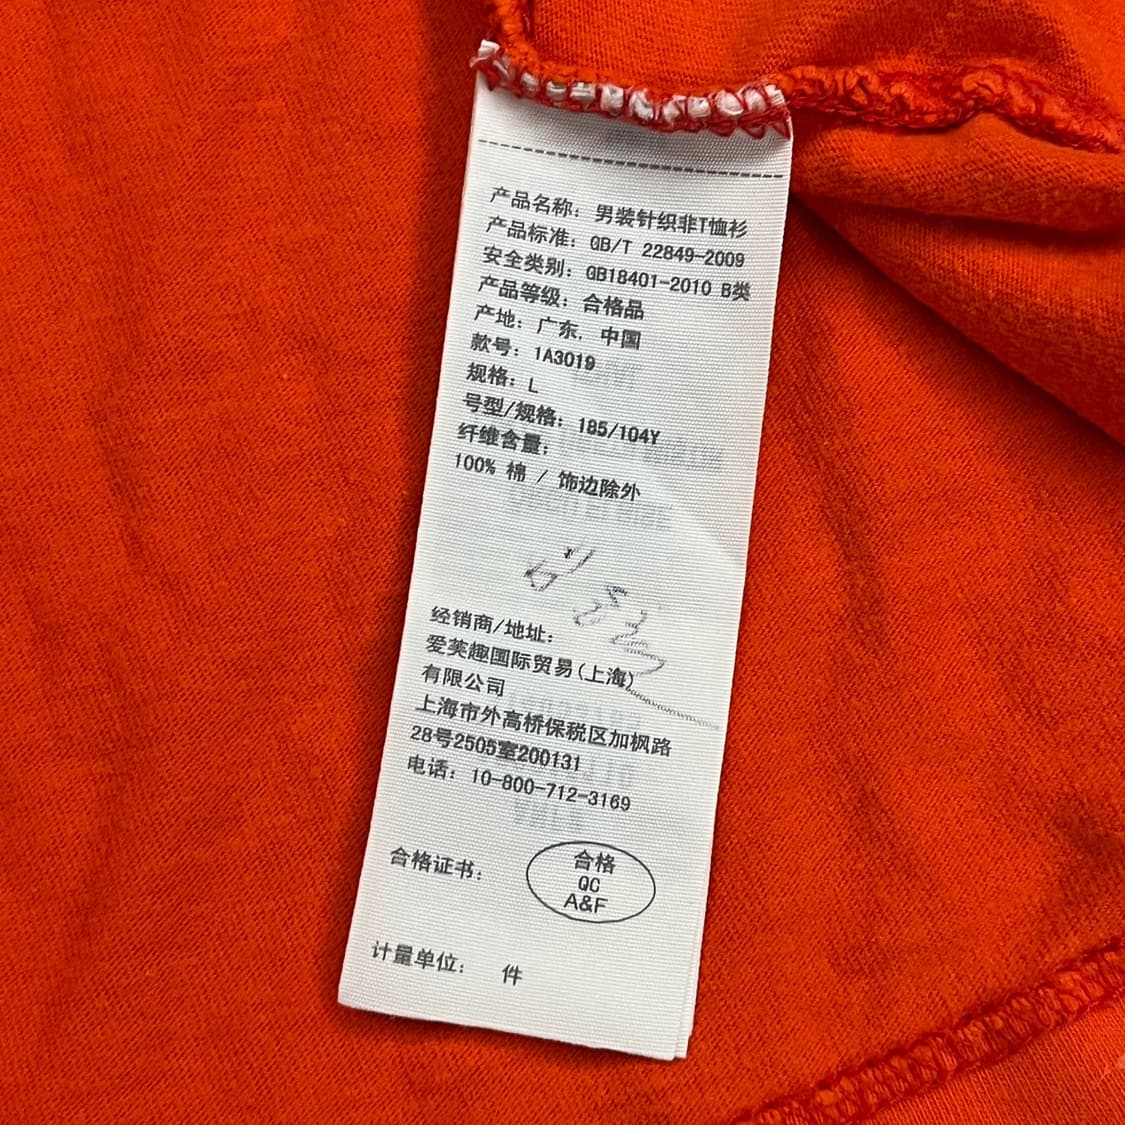 产品名称：男装针织非T恤衫
产品标准：GB/T 22849-2009
安全类别：GB18401-2010 B类
产品等级：合格品
产地：广东，中国
款号：1A3019
规格：L
号型/规格：185/104Y
纤维含量：
100% 棉 / 饰边除外
经销商/地址：
爱芙趣国际贸易(上海)
有限公司
上海市外高桥保税区加枫路
28号2505室200131
电话：10-800-712-3169
合格证书：
合格
QC
A&F
计量单位： 件